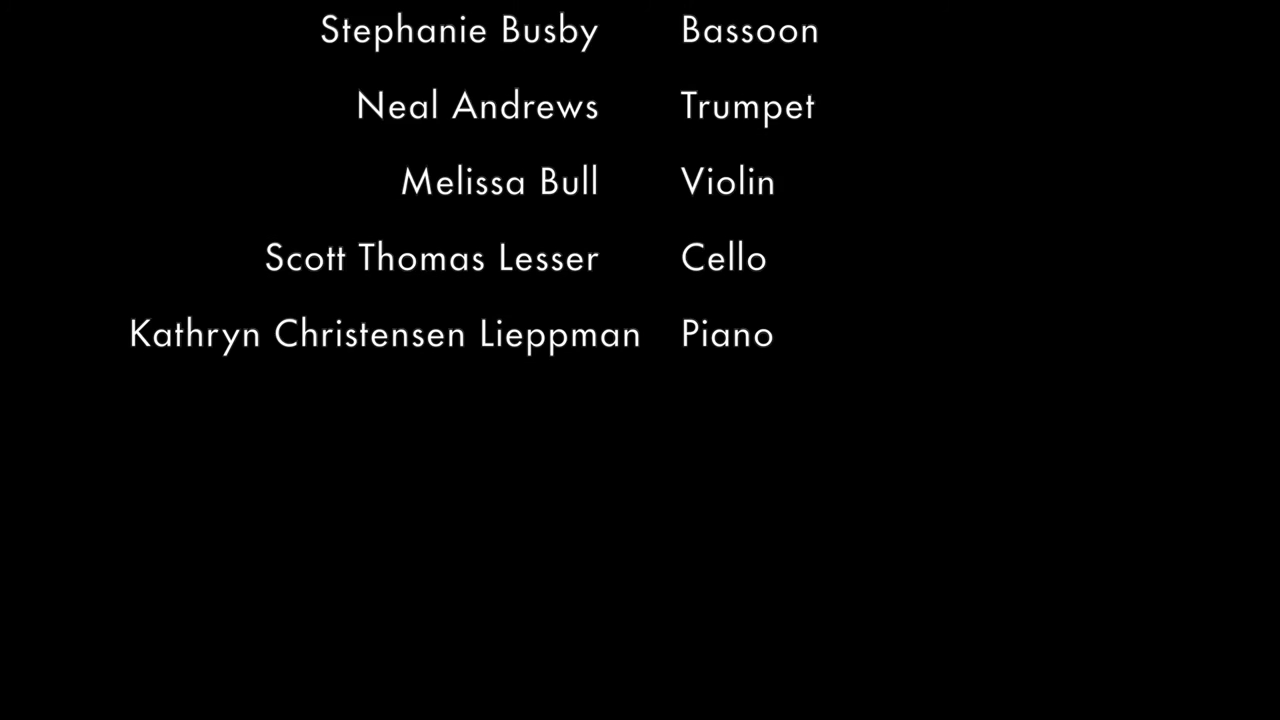 Stephanie Busby Bassoon
Neal Andrews Trumpet
Melissa Bull Violin
Scott Thomas Lesser Cello
Kathryn Christensen Lieppman Piano